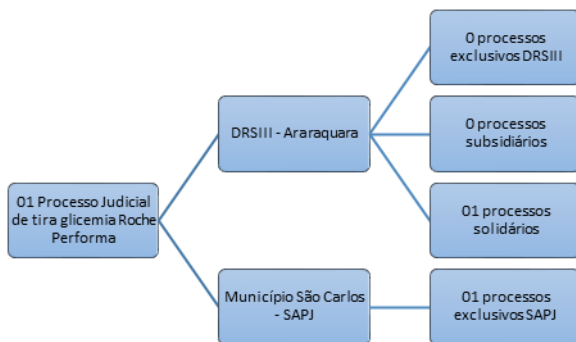 01 Processo Judicial
de tira glicemia Roche
Performa
DRSIII - Araraquara
0 processos
exclusivos DRSIII
0 processos
subsidiários
01 processos
solidários
Município São Carlos
- SAPJ
01 processos
exclusivos SAPJ